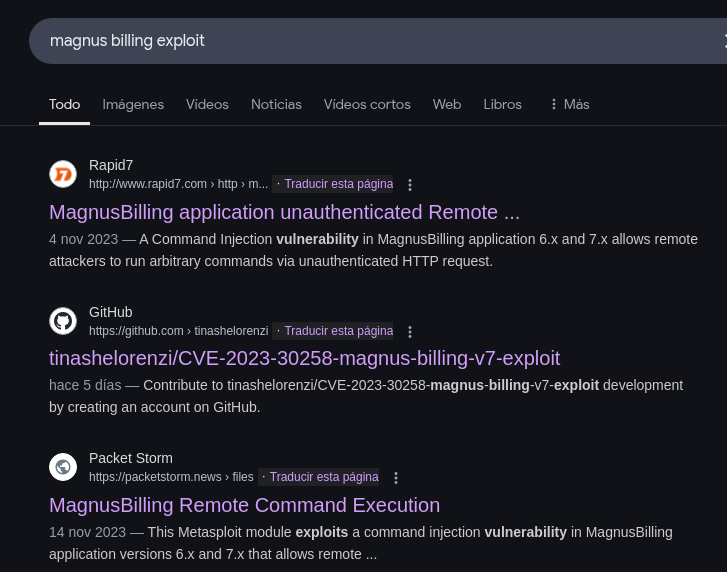 magnus billing exploit
Todo Imágenes Vídeos Noticias Vídeos cortos Web Libros Más
Rapid7
http://www.rapid7.com › http › m... · Traducir esta página
MagnusBilling application unauthenticated Remote ...
4 nov 2023 — A Command Injection vulnerability in MagnusBilling application 6.x and 7.x allows remote
attackers to run arbitrary commands via unauthenticated HTTP request.
GitHub
https://github.com › tinashelorenzi · Traducir esta página
tinashelorenzi/CVE-2023-30258-magnus-billing-v7-exploit
hace 5 días — Contribute to tinashelorenzi/CVE-2023-30258-magnus-billing-v7-exploit development
by creating an account on GitHub.
Packet Storm
https://packetstorm.news › files · Traducir esta página
MagnusBilling Remote Command Execution
14 nov 2023 — This Metasploit module exploits a command injection vulnerability in MagnusBilling
application versions 6.x and 7.x that allows remote ...